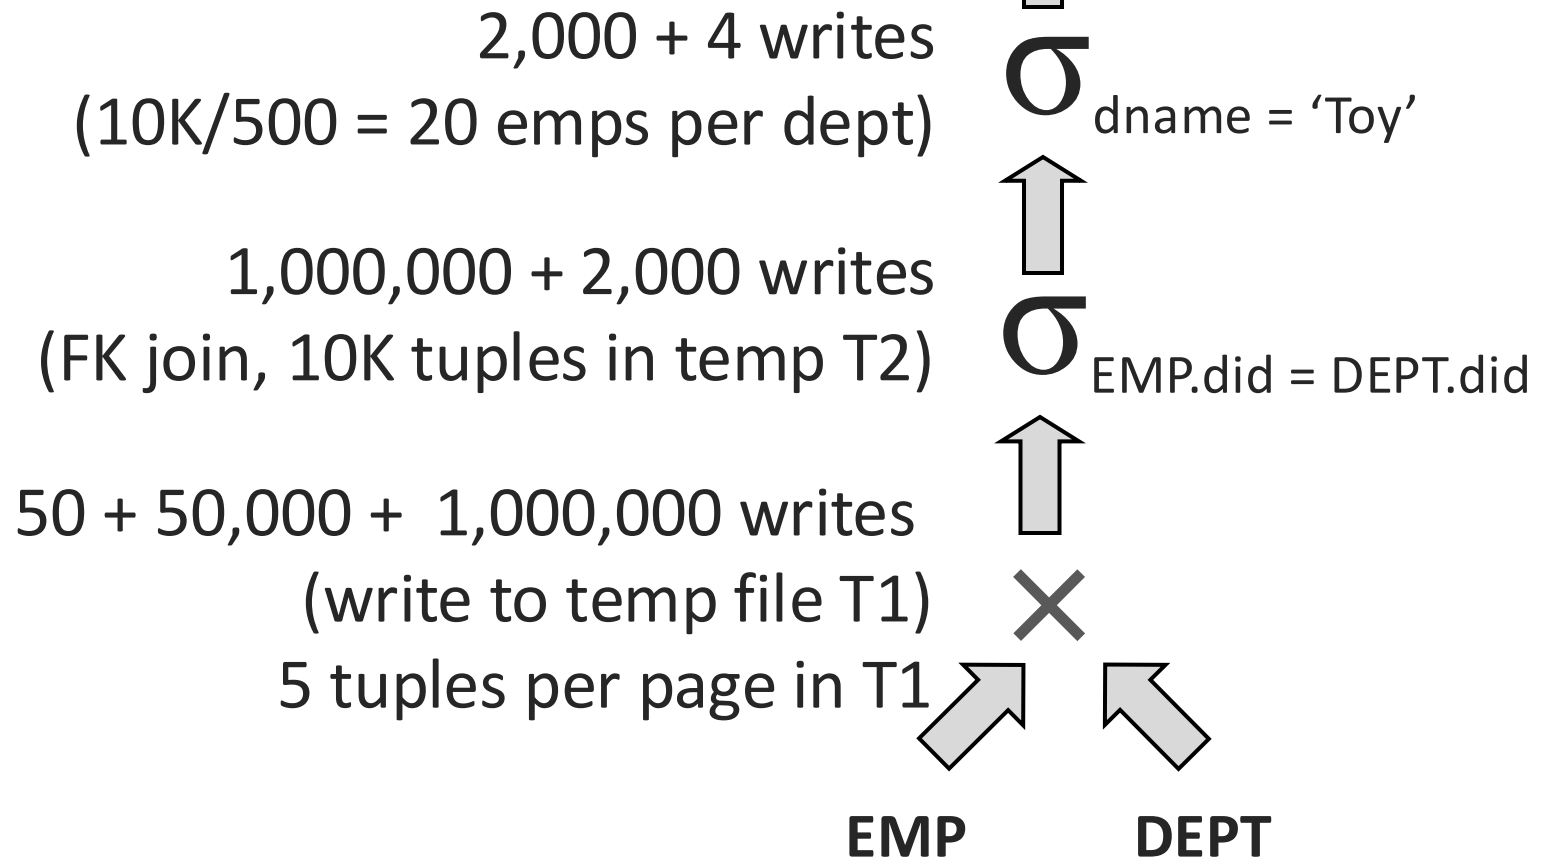 2,000 + 4 writes
(10K/500 = 20 emps per dept)
σ dname = ‘Toy’
1,000,000 + 2,000 writes
(FK join, 10K tuples in temp T2)
σ EMP.did = DEPT.did
50 + 50,000 + 1,000,000 writes
(write to temp file T1)
×
5 tuples per page in T1
EMP DEPT